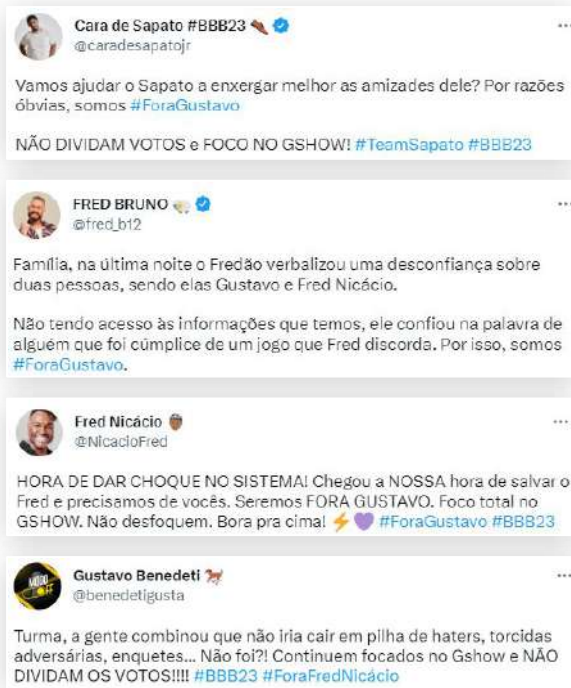 Cara de Sapato #BBB23
@caradesapatojr
Vamos ajudar o Sapato a enxergar melhor as amizades dele? Por razões
óbvias, somos #ForaGustavo
NÃO DIVIDAM VOTOS e FOCO NO GSHOW! #TeamSapato #BBB23
FRED BRUNO
@fred_b12
Família, na última noite o Fredão verbalizou uma desconfiança sobre
duas pessoas, sendo elas Gustavo e Fred Nicácio.
Não tendo acesso às informações que temos, ele confiou na palavra de
alguém que foi cúmplice de um jogo que Fred discorda. Por isso, somos
#ForaGustavo.
Fred Nicácio
@NicacioFred
HORA DE DAR CHOQUE NO SISTEMA! Chegou a NOSSA hora de salvar o
Fred e precisamos de vocês. Seremos FORA GUSTAVO. Foco total no
GSHOW. Não desfoquem. Bora pra cima! ⚡💜 #ForaGustavo #BBB23
MODO
OFF
Gustavo Benedeti
@benedetigusta
Turma, a gente combinou que não iria cair em pilha de haters, torcidas
adversárias, enquetes... Não foi?! Continuem focados no Gshow e NÃO
DIVIDAM OS VOTOS!!!! #BBB23 #ForaFredNicácio